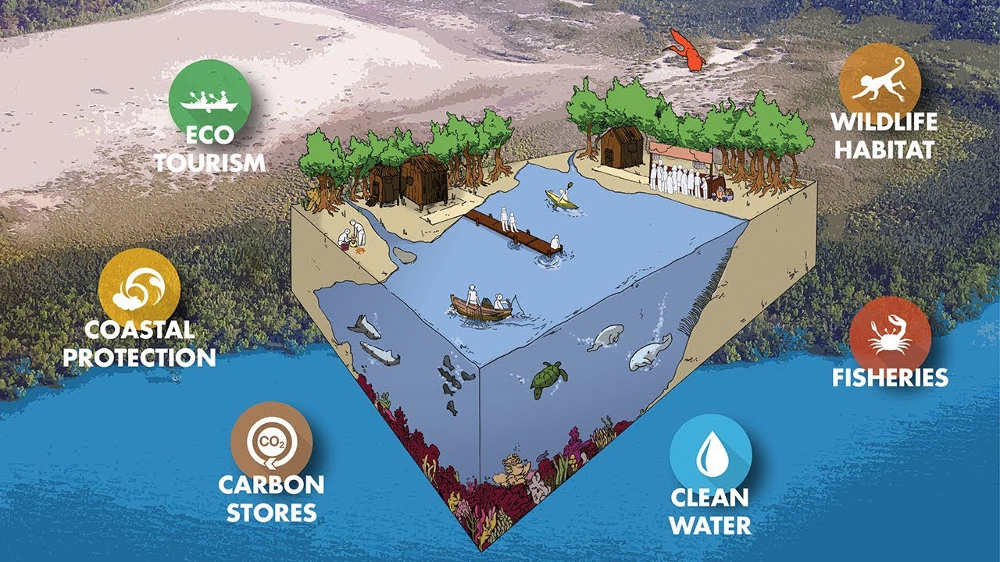 ECO
TOURISM
WILDLIFE
HABITAT
COASTAL
PROTECTION
FISHERIES
CO₂
CARBON
STORES
CLEAN
WATER